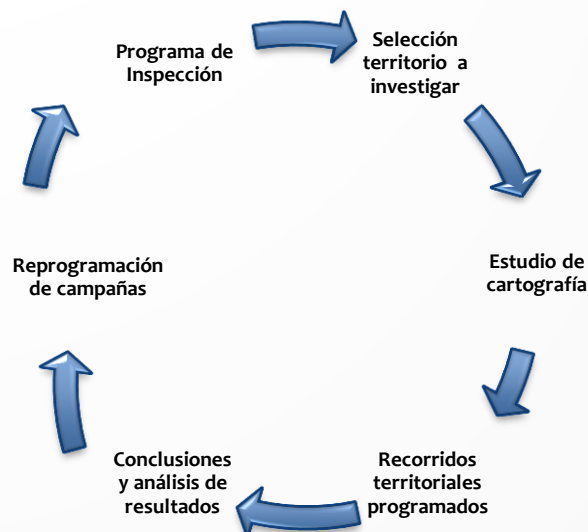 Programa de
Inspección
Selección
territorio a
investigar
Estudio de
cartografía
Recorridos
territoriales
programados
Conclusiones
y análisis de
resultados
Reprogramación
de campañas